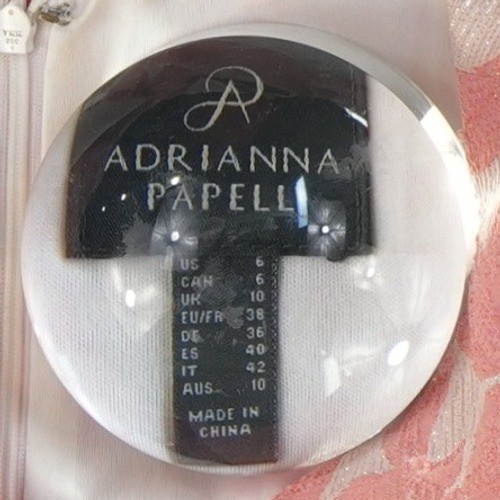 ADRIANNA
PAPELL
US 6
CAN 6
UK 10
EU/FR 38
DE 36
ES 40
IT 42
AUS 10
MADE IN
CHINA